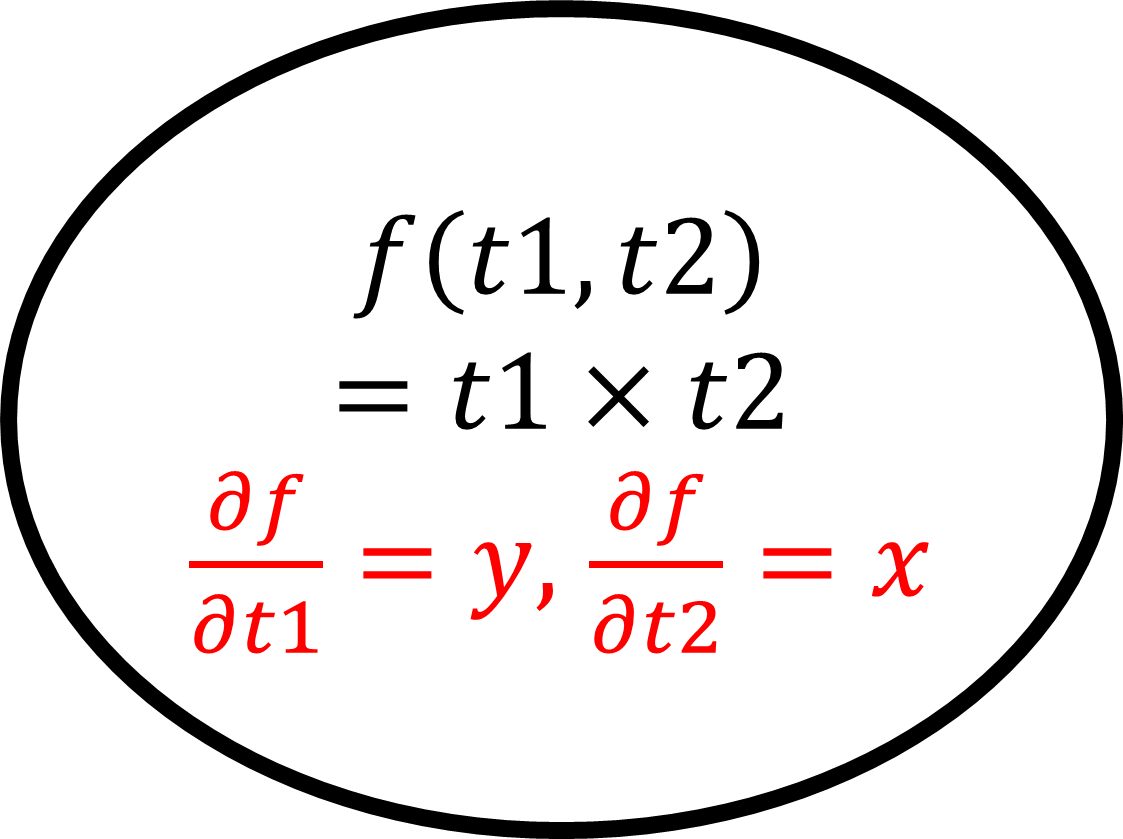 f(t1, t2)
= t1 × t2
∂f/∂t1 = y, ∂f/∂t2 = x